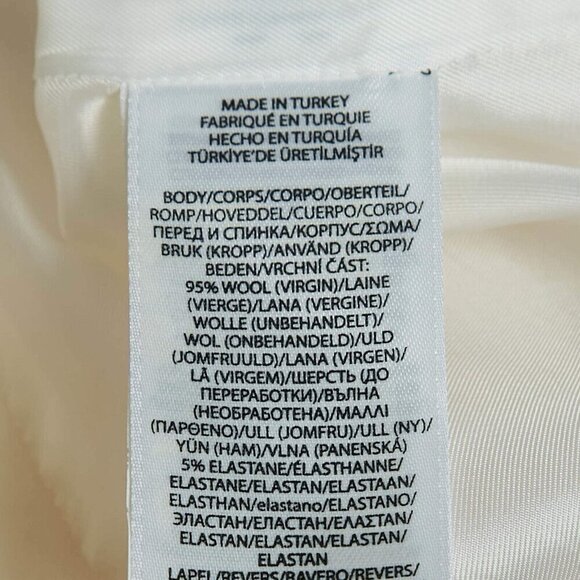 MADE IN TURKEY
FABRIQUÉ EN TURQUIE
HECHO EN TURQUÍA
TÜRKİYE'DE ÜRETİLMİŞTİR
BODY/CORPS/CORPO/OBERTEIL/
ROMP/HOVEDDEL/CUERPO/CORPO/
ПЕРЕД И СПИНКА/КОРПУС/ΣΩΜΑ/
BRUK (KROPP)/ANVÄND (KROPP)/
BEDEN/VRCHNÍ ČÁST:
95% WOOL (VIRGIN)/LAINE
(VIERGE)/LANA (VERGINE)/
WOLLE (UNBEHANDELT)/
WOL (ONBEHANDELD)/ULD
(JOMFRUULD)/LANA (VIRGEN)/
LÃ (VIRGEM)/ШЕРСТЬ (ДО
ПЕРЕРАБОТКИ)/ВЪЛНА
(НЕОБРАБОТЕНА)/ΜΑΛΛΙ
(ΠΑΡΘΕΝΟ)/ULL (JOMFRU)/ULL (NY)/
YÜN (HAM)/VLNA (PANENSKÁ)
5% ELASTANE/ÉLASTHANNE/
ELASTANE/ELASTAN/ELASTAAN/
ELASTHAN/elastano/ELASTANO/
ЭЛАСТАН/ЕЛАСТАН/ΕΛΑΣΤΑΝ/
ELASTAN/ELASTAN/ELASTAN/
ELASTAN
LAPEL/REVERS/BAVERO/REVERS/